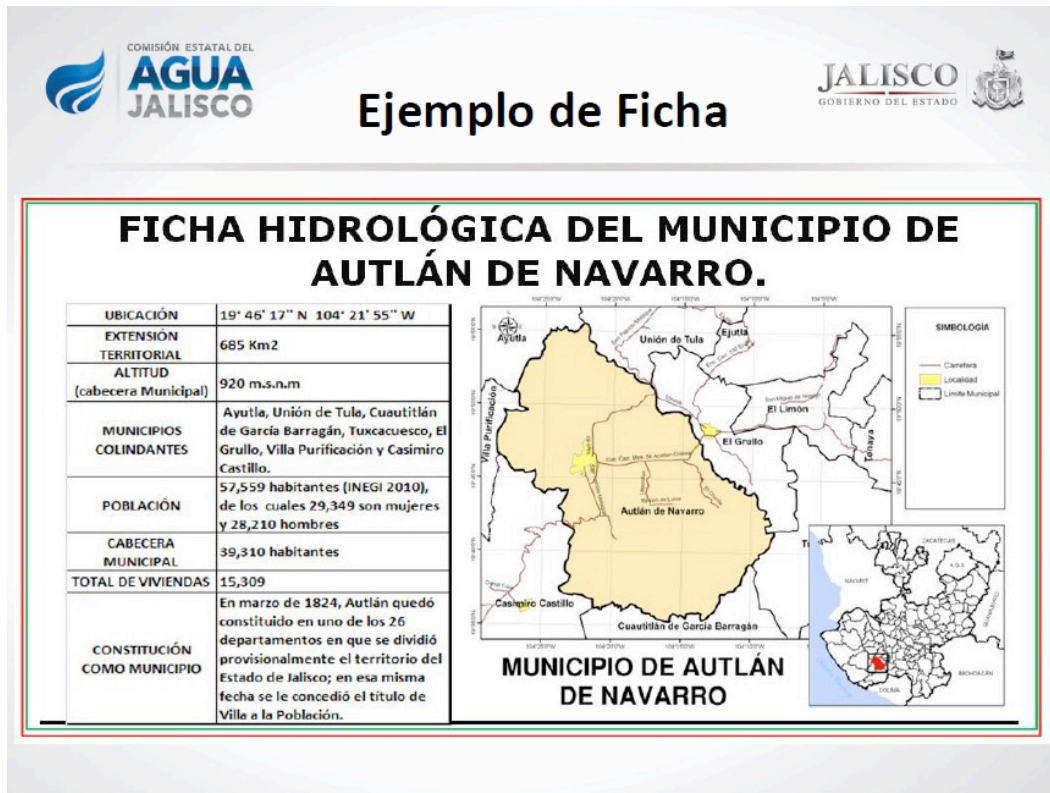 COMISIÓN ESTATAL DEL
AGUA
JALISCO
JALISCO
GOBIERNO DEL ESTADO
Ejemplo de Ficha
FICHA HIDROLÓGICA DEL MUNICIPIO DE
AUTLÁN DE NAVARRO.
UBICACIÓN
19° 46' 17'' N 104° 21' 55'' W
EXTENSIÓN
TERRITORIAL
685 Km2
ALTITUD
(cabecera Municipal)
920 m.s.n.m
MUNICIPIOS
COLINDANTES
Ayutla, Unión de Tula, Cuautitlán
de García Barragán, Tuxcacuesco, El
Grullo, Villa Purificación y Casimiro
Castillo.
POBLACIÓN
57,559 habitantes (INEGI 2010),
de los cuales 29,349 son mujeres
y 28,210 hombres
CABECERA
MUNICIPAL
39,310 habitantes
TOTAL DE VIVIENDAS
15,309
CONSTITUCIÓN
COMO MUNICIPIO
En marzo de 1824, Autlán quedó
constituido en uno de los 26
departamentos en que se dividió
provisionalmente el territorio del
Estado de Jalisco; en esa misma
fecha se le concedió el título de
Villa a la Población.
Ayutla
Unión de Tula
Ejutla
El Limón
El Grullo
Villa Purificación
Tonaya
Autlán de Navarro
Casimiro Castillo
Cuautitlán de García Barragán
SIMBOLOGÍA
Carretera
Localidad
Limite Municipal
ZACATECAS
NAYARIT
A.G.S
GUANAJUATO
MICHOACÁN
COLIMA
MUNICIPIO DE AUTLÁN
DE NAVARRO